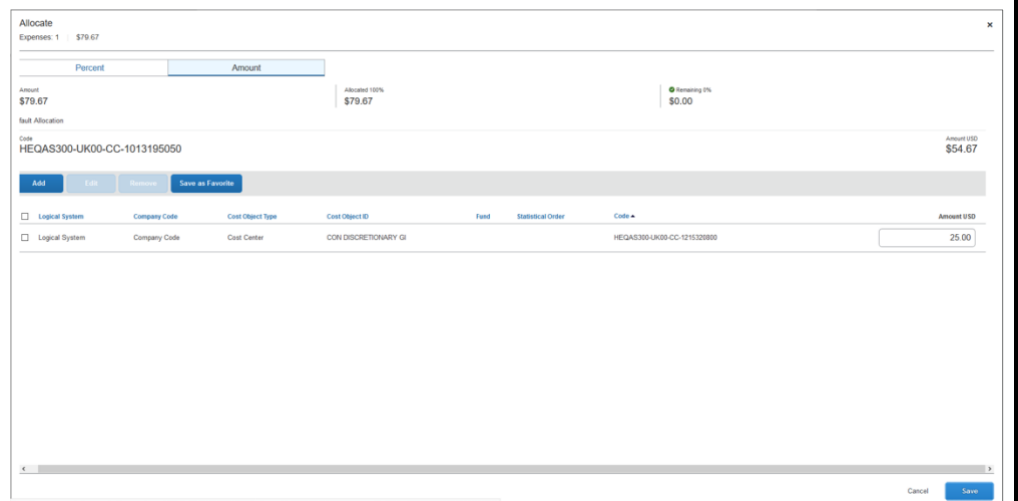 Allocate
×
Expenses: 1 | $79.67
Percent Amount
Amount Allocated 100% Remaining 0%
$79.67 $79.67 $0.00
fault Allocation
Code Amount USD
HEQAS300-UK00-CC-1013195050 $54.67
Add Edit Remove Save as Favorite
Logical System Company Code Cost Object Type Cost Object ID Fund Statistical Order Code Amount USD
Logical System Company Code Cost Center CON DISCRETIONARY GI HEQAS300-UK00-CC-1215320800 25.00
Cancel Save